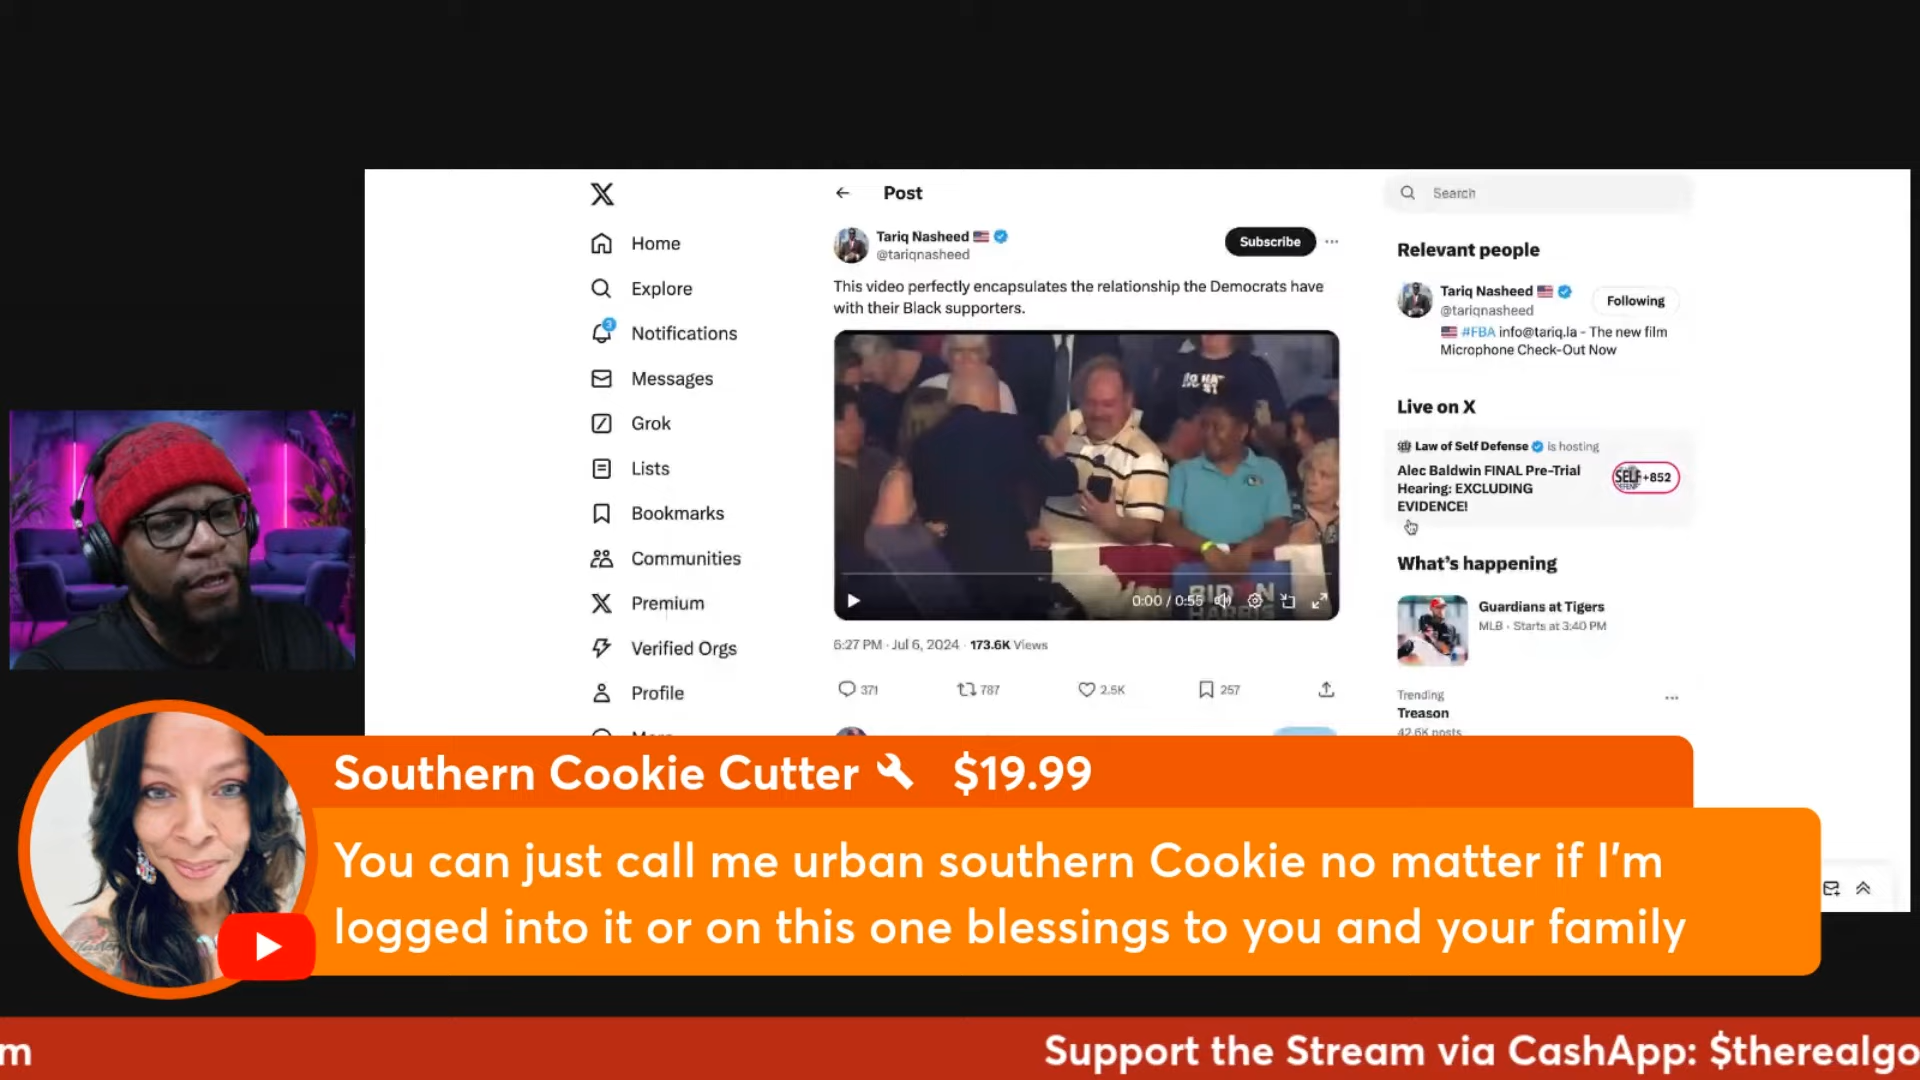 Post
Search
Home
Explore
3
Notifications
Messages
Grok
Lists
Bookmarks
Communities
Premium
Verified Orgs
Profile
Tariq Nasheed
@tariqnasheed
Subscribe
This video perfectly encapsulates the relationship the Democrats have
with their Black supporters.
0:00 / 0:55
6:27 PM · Jul 6, 2024 · 173.6K Views
371
787
2.5K
257
Relevant people
Tariq Nasheed
@tariqnasheed
Following
#FBA info@tariq.la - The new film
Microphone Check-Out Now
Live on X
Law of Self Defense is hosting
Alec Baldwin FINAL Pre-Trial
Hearing: EXCLUDING
EVIDENCE!
SELF +852
What's happening
Guardians at Tigers
MLB · Starts at 3:40 PM
Trending
Treason
42.6K posts
Southern Cookie Cutter $19.99
You can just call me urban southern Cookie no matter if I'm
logged into it or on this one blessings to you and your family
m
Support the Stream via CashApp: $therealgo